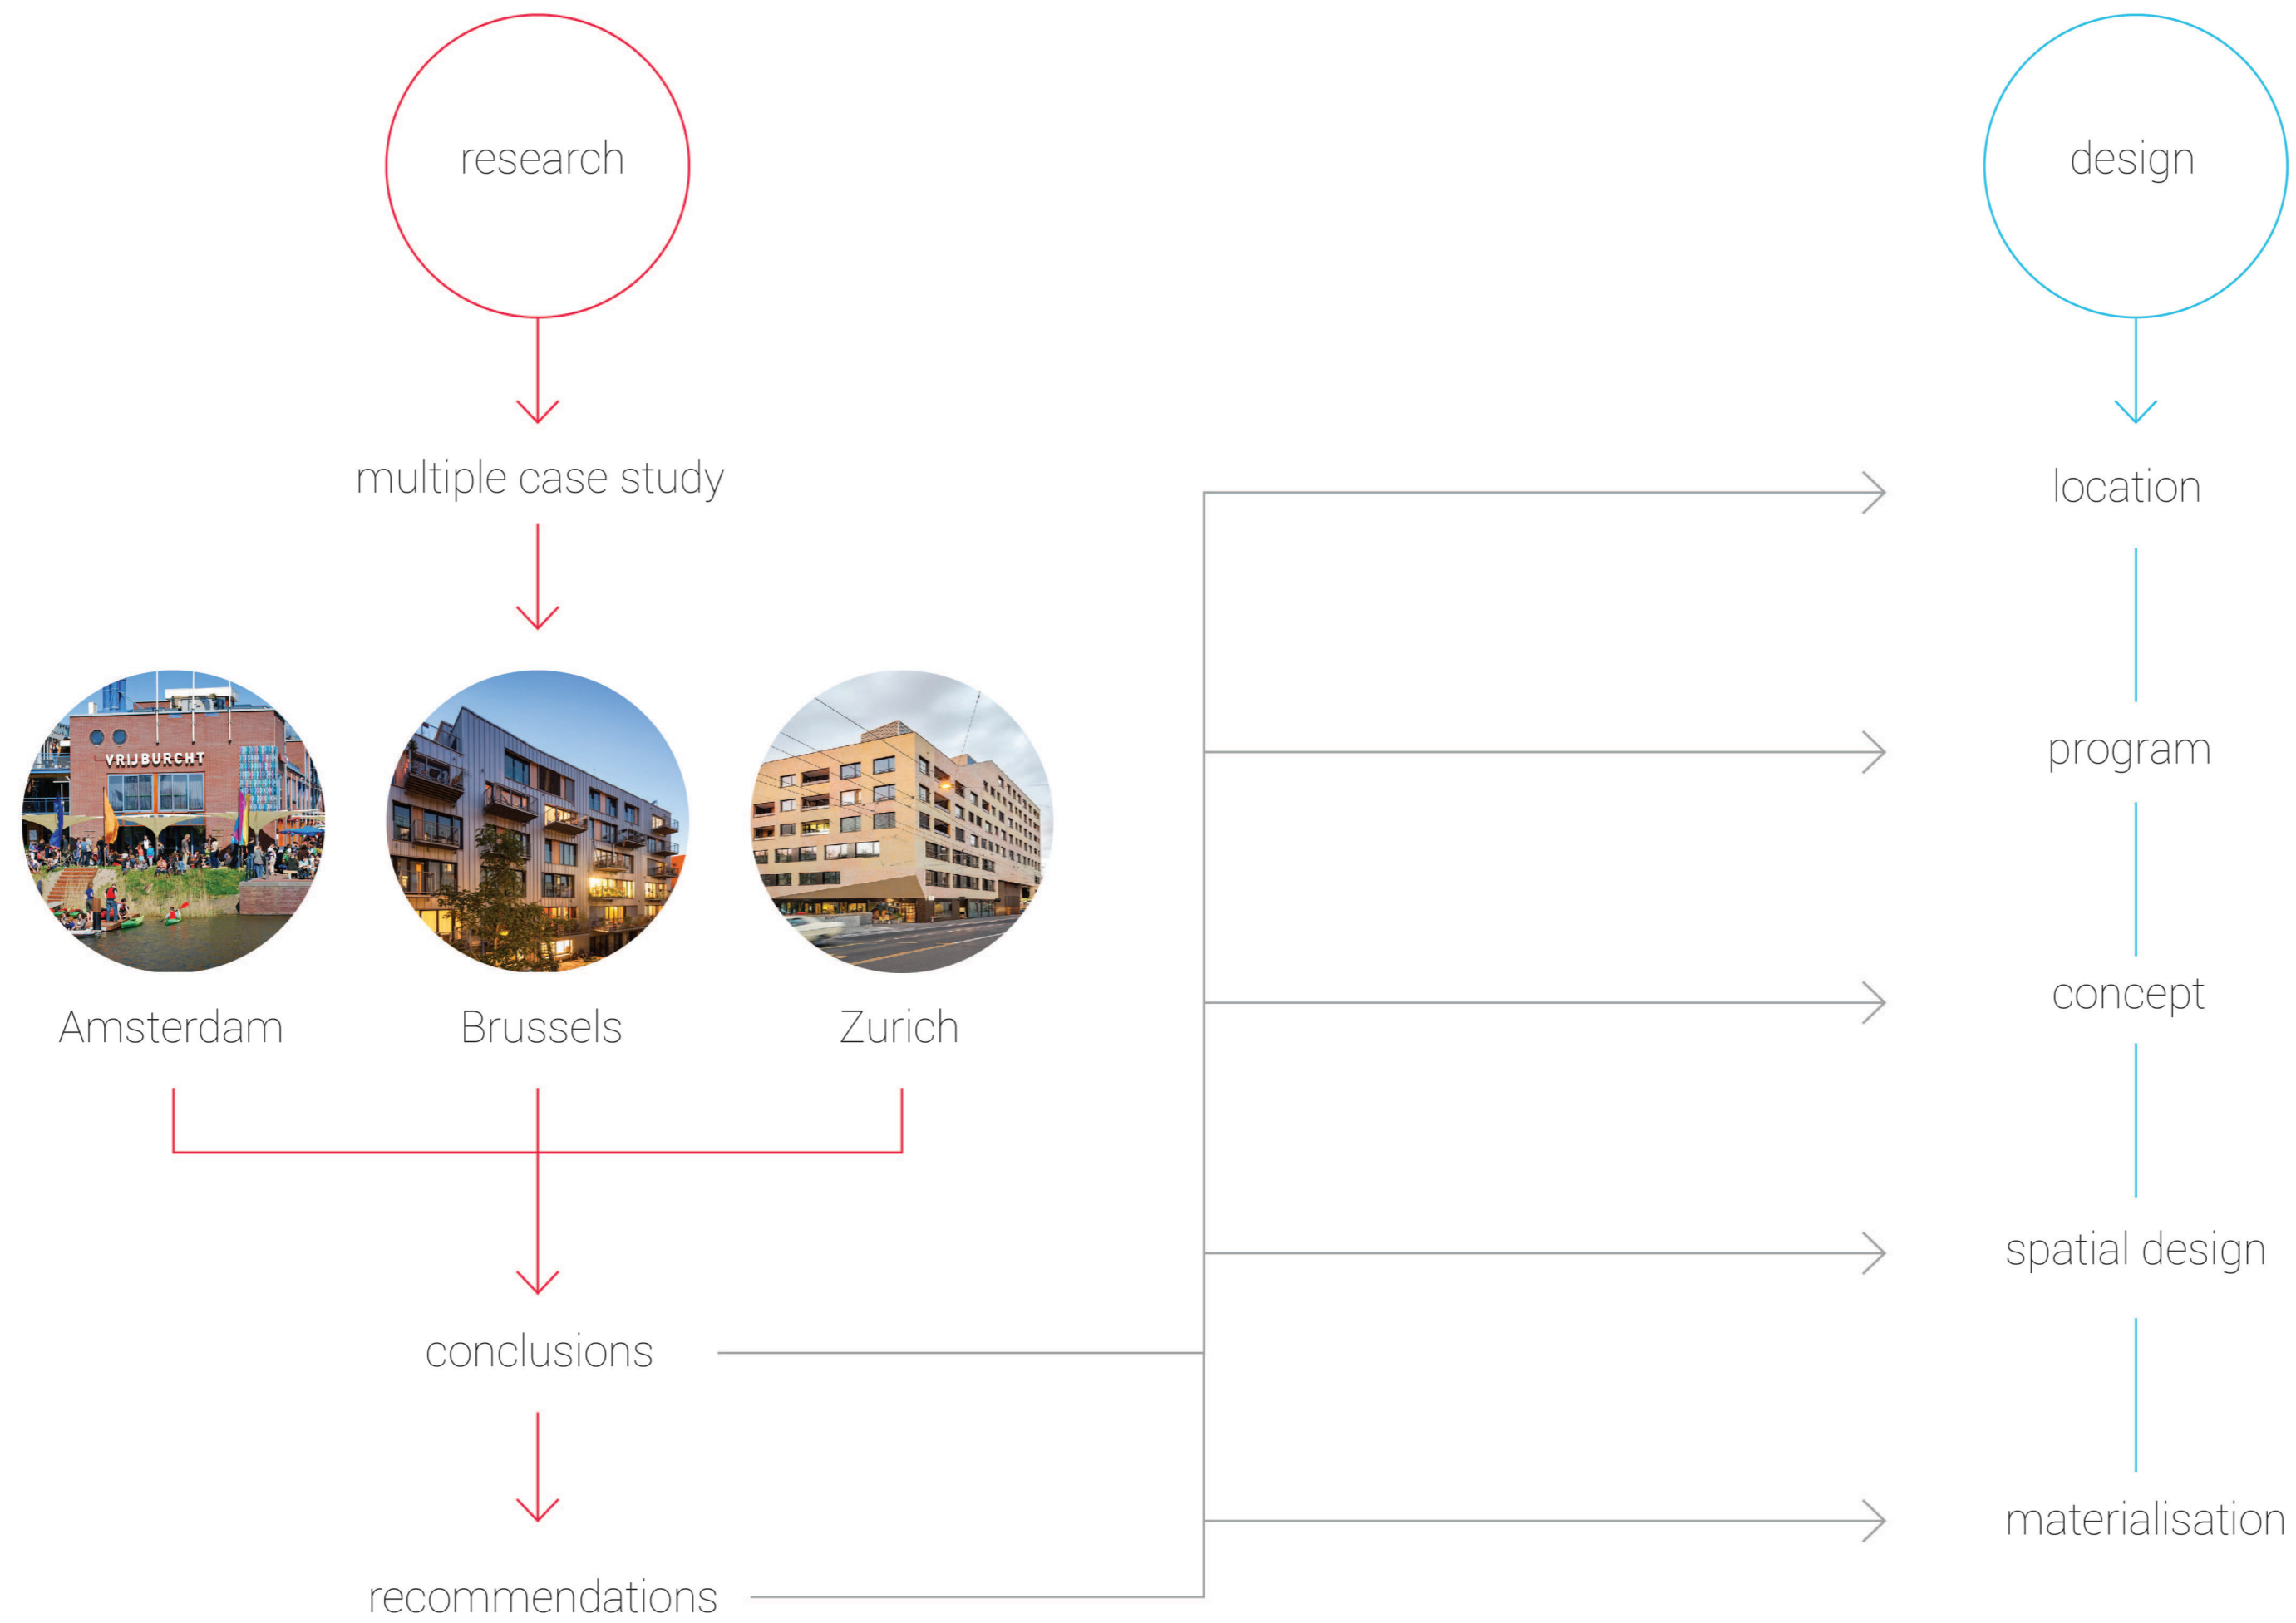 research
design
multiple case study
location
program
VRIJBURCHT
concept
Amsterdam
Brussels
Zurich
spatial design
conclusions
materialisation
recommendations